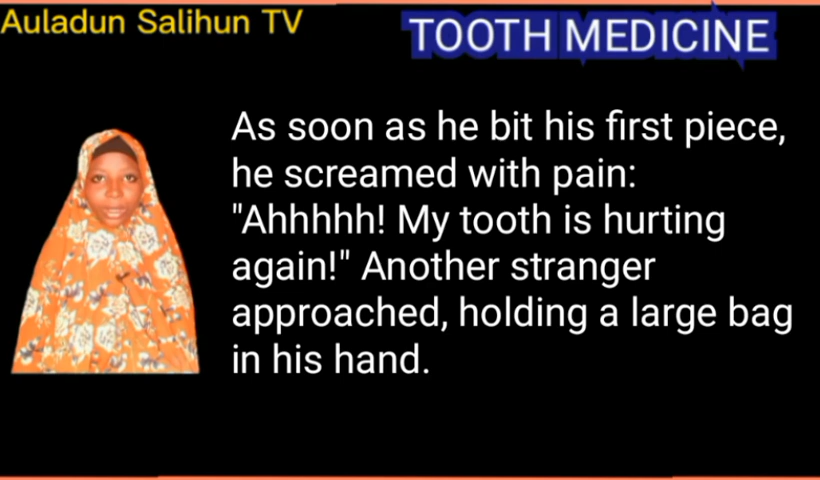 Auladun Salihun TV
TOOTH MEDICINE
As soon as he bit his first piece,
he screamed with pain:
"Ahhhhh! My tooth is hurting
again!" Another stranger
approached, holding a large bag
in his hand.